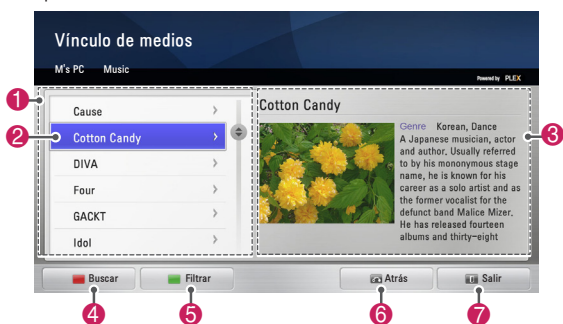 Vínculo de medios
M's PC Music
Powered by PLEX
1
Cause
2
Cotton Candy
DIVA
Four
GACKT
Idol
Cotton Candy
3
Genre Korean, Dance
A Japanese musician, actor
and author. Usually referred
to by his mononymous stage
name, he is known for his
career as a solo artist and as
the former vocalist for the
defunct band Malice Mizer.
He has released fourteen
albums and thirty-eight
Buscar
Filtrar
Atrás
Salir
4
5
6
7